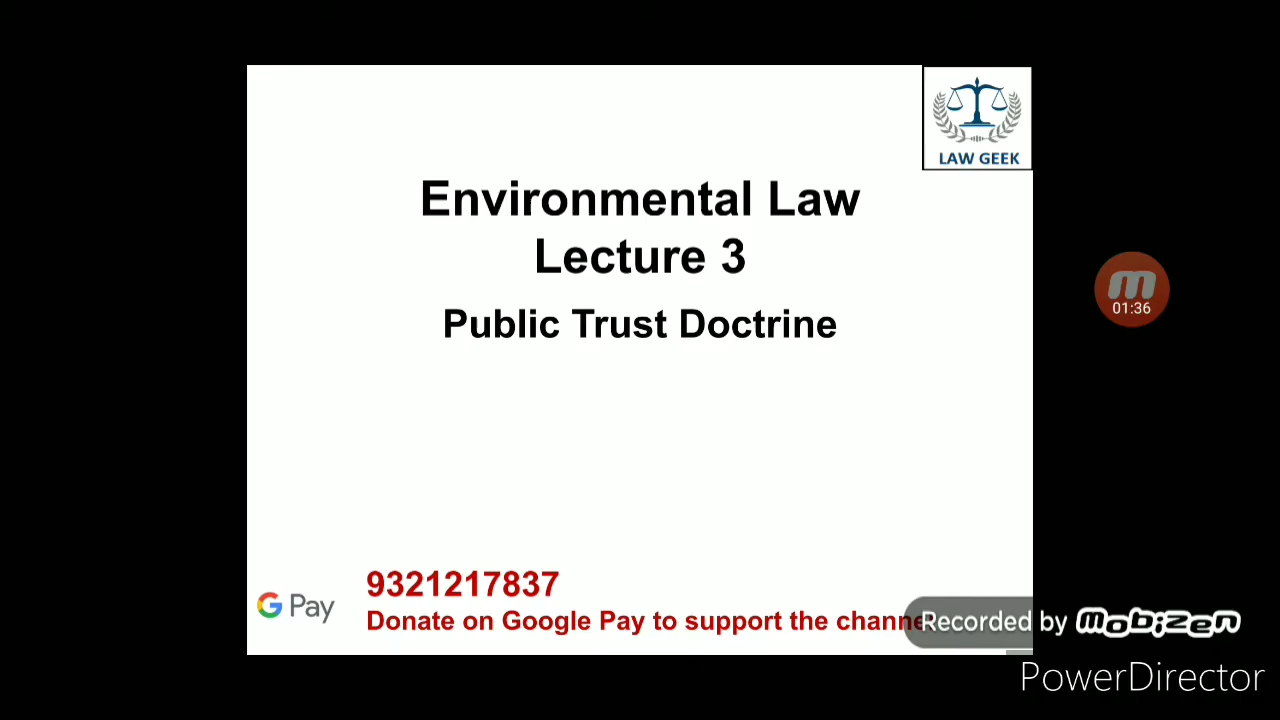 LAW GEEK
Environmental Law
Lecture 3
Public Trust Doctrine
01:36
9321217837
G Pay
Donate on Google Pay to support the channe
Recorded by Mobizen
PowerDirector